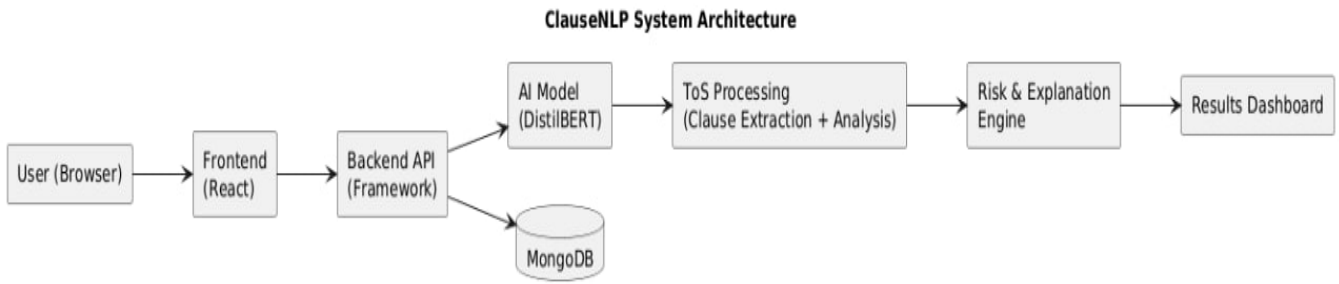 ClauseNLP System Architecture
User (Browser)
Frontend
(React)
Backend API
(Framework)
AI Model
(DistilBERT)
MongoDB
ToS Processing
(Clause Extraction + Analysis)
Risk & Explanation
Engine
Results Dashboard